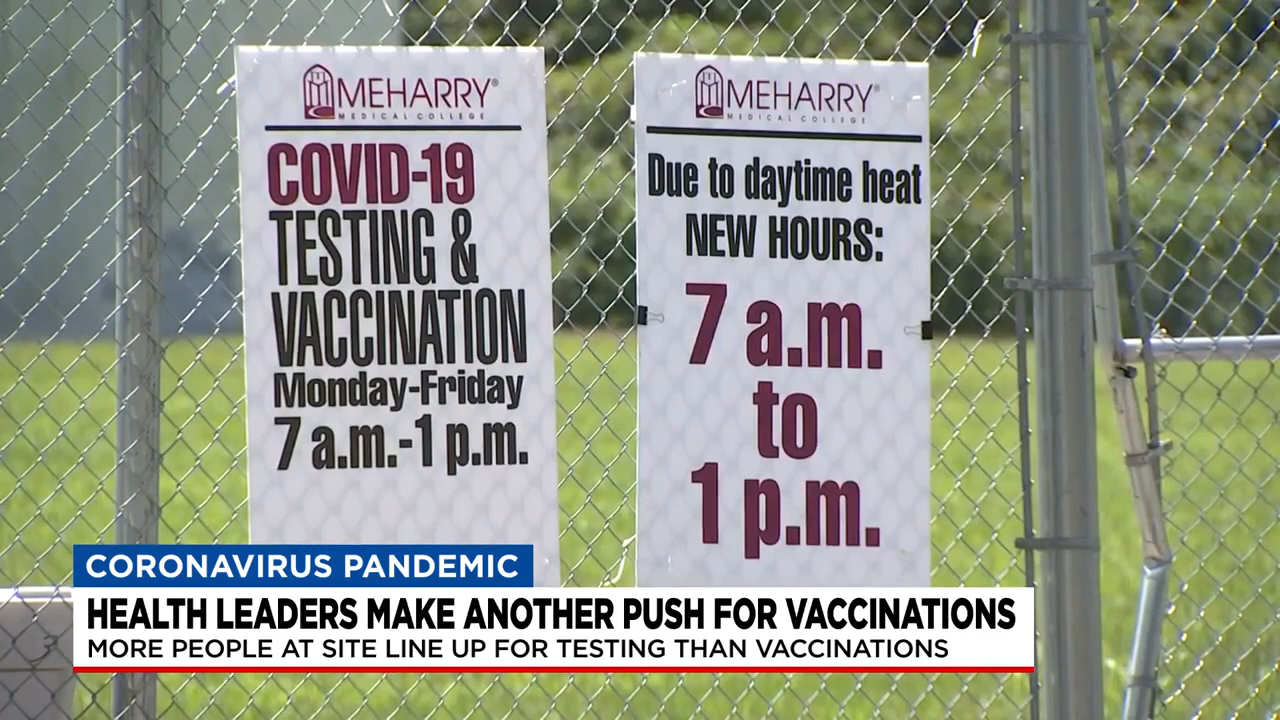 MEHARRY®
MEDICAL COLLEGE
COVID-19
TESTING &
VACCINATION
Monday-Friday
7 a.m.-1 p.m.
MEHARRY®
MEDICAL COLLEGE
Due to daytime heat
NEW HOURS:
7 a.m.
to
1 p.m.
CORONAVIRUS PANDEMIC
HEALTH LEADERS MAKE ANOTHER PUSH FOR VACCINATIONS
MORE PEOPLE AT SITE LINE UP FOR TESTING THAN VACCINATIONS